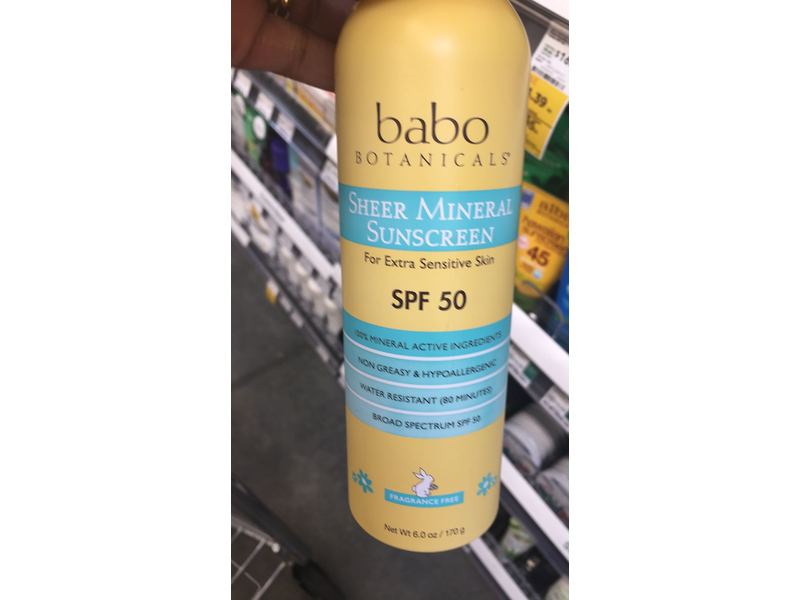 babo
BOTANICALS®
SHEER MINERAL
SUNSCREEN
For Extra Sensitive Skin
SPF 50
100% MINERAL ACTIVE INGREDIENTS
NON GREASY & HYPOALLERGENIC
WATER RESISTANT (80 MINUTES)
BROAD SPECTRUM SPF 50
FRAGRANCE FREE
Net Wt 6.0 oz / 170 g
45